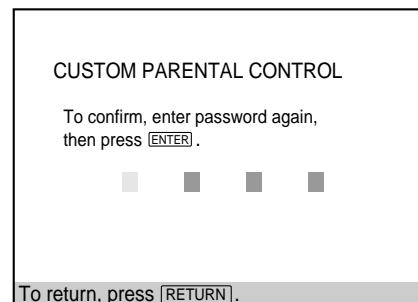 CUSTOM PARENTAL CONTROL
To confirm, enter password again,
then press ENTER.
To return, press RETURN.